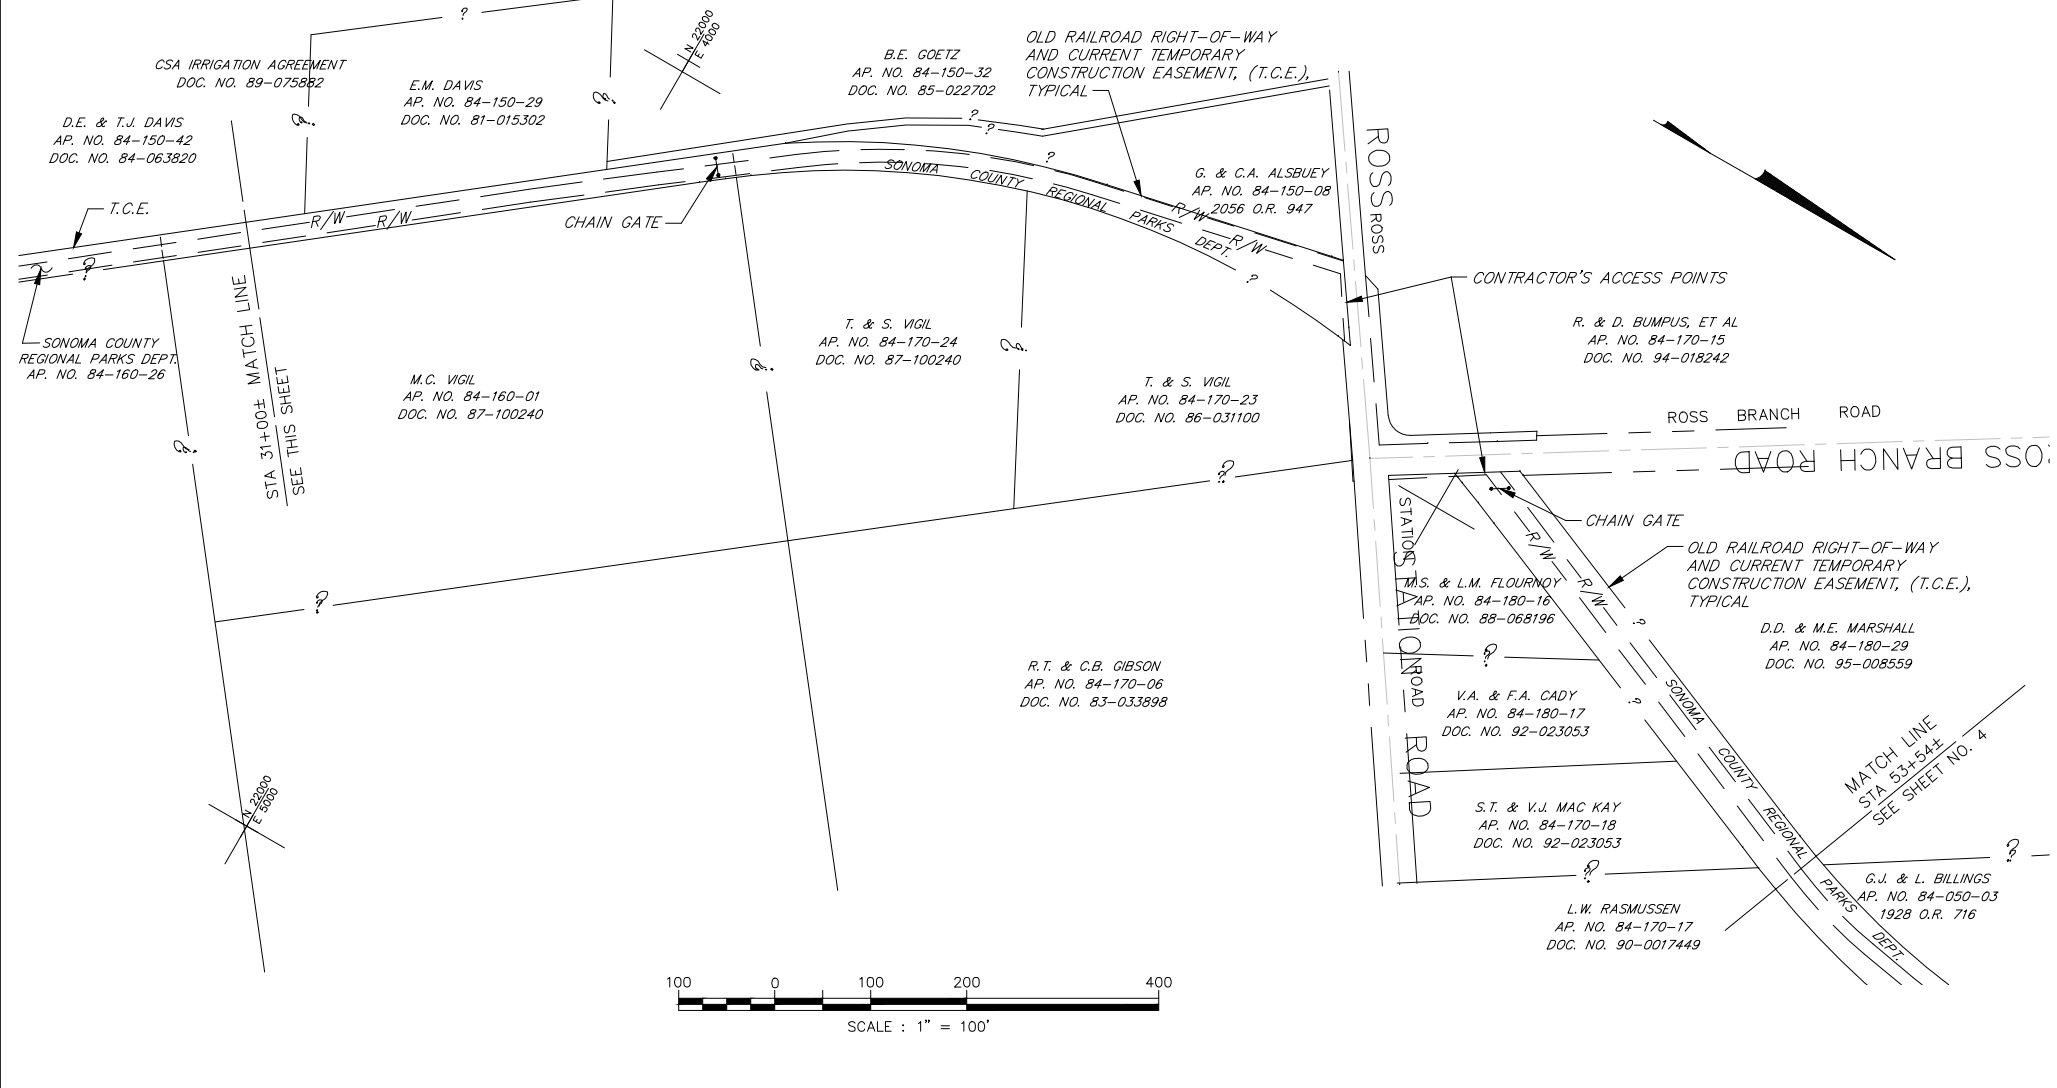 ?
N 22000
E 4000
CSA IRRIGATION AGREEMENT
DOC. NO. 89-075882
E.M. DAVIS
AP. NO. 84-150-29
DOC. NO. 81-015302
?
?
B.E. GOETZ
AP. NO. 84-150-32
DOC. NO. 85-022702
OLD RAILROAD RIGHT-OF-WAY
AND CURRENT TEMPORARY
CONSTRUCTION EASEMENT, (T.C.E.),
TYPICAL
D.E. & T.J. DAVIS
AP. NO. 84-150-42
DOC. NO. 84-063820
?
?
?
G. & C.A. ALSBUEY
AP. NO. 84-150-08
2056 O.R. 947
ROSS
ROSS
T.C.E.
R/W
R/W
CHAIN GATE
SONOMA COUNTY REGIONAL PARKS DEPT.
R/W
R/W
?
?
CONTRACTOR'S ACCESS POINTS
SONOMA COUNTY
REGIONAL PARKS DEPT.
AP. NO. 84-160-26
STA 31+00± MATCH LINE
SEE THIS SHEET
?
M.C. VIGIL
AP. NO. 84-160-01
DOC. NO. 87-100240
?
T. & S. VIGIL
AP. NO. 84-170-24
DOC. NO. 87-100240
?
T. & S. VIGIL
AP. NO. 84-170-23
DOC. NO. 86-031100
?
R. & D. BUMPUS, ET AL
AP. NO. 84-170-15
DOC. NO. 94-018242
ROSS BRANCH ROAD
OSS BRANCH ROAD
CHAIN GATE
OLD RAILROAD RIGHT-OF-WAY
AND CURRENT TEMPORARY
CONSTRUCTION EASEMENT, (T.C.E.),
TYPICAL
R/W
R/W
STATION ROAD
STATION ROAD
M.S. & L.M. FLOURNOY
AP. NO. 84-180-16
DOC. NO. 88-068196
?
?
?
?
D.D. & M.E. MARSHALL
AP. NO. 84-180-29
DOC. NO. 95-008559
R.T. & C.B. GIBSON
AP. NO. 84-170-06
DOC. NO. 83-033898
V.A. & F.A. CADY
AP. NO. 84-180-17
DOC. NO. 92-023053
SONOMA COUNTY REGIONAL PARKS DEPT.
MATCH LINE
STA 53+54±
SEE SHEET NO. 4
N 22000
E 5000
S.T. & V.J. MAC KAY
AP. NO. 84-170-18
DOC. NO. 92-023053
?
?
G.J. & L. BILLINGS
AP. NO. 84-050-03
1928 O.R. 716
L.W. RASMUSSEN
AP. NO. 84-170-17
DOC. NO. 90-0017449
100 0 100 200 400
SCALE : 1" = 100'